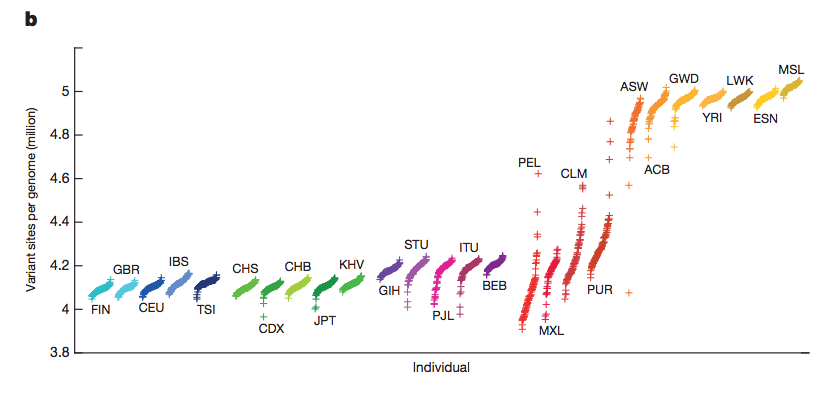 b
Variant sites per genome (million)
5
4.8
4.6
4.4
4.2
4
3.8
FIN
GBR
CEU
IBS
TSI
CHS
CDX
CHB
JPT
KHV
GIH
STU
PJL
ITU
BEB
PEL
MXL
CLM
PUR
ASW
ACB
GWD
YRI
LWK
ESN
MSL
Individual